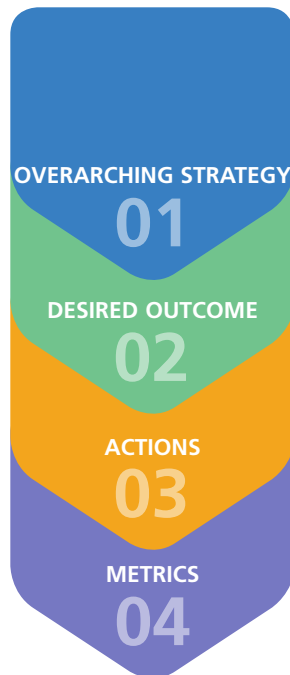 OVERARCHING STRATEGY
01
DESIRED OUTCOME
02
ACTIONS
03
METRICS
04